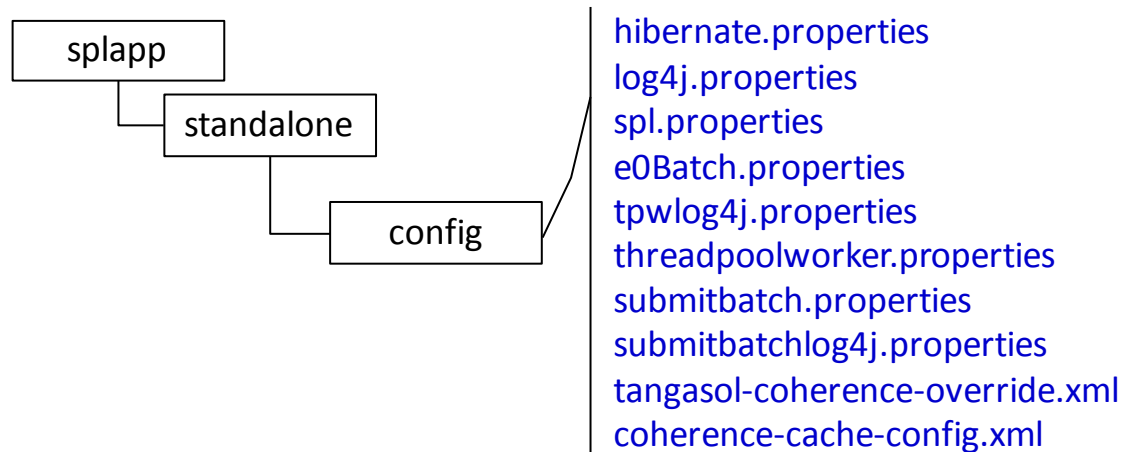 splapp
standalone
config
hibernate.properties
log4j.properties
spl.properties
e0Batch.properties
tpwlog4j.properties
threadpoolworker.properties
submitbatch.properties
submitbatchlog4j.properties
tangasol-coherence-override.xml
coherence-cache-config.xml